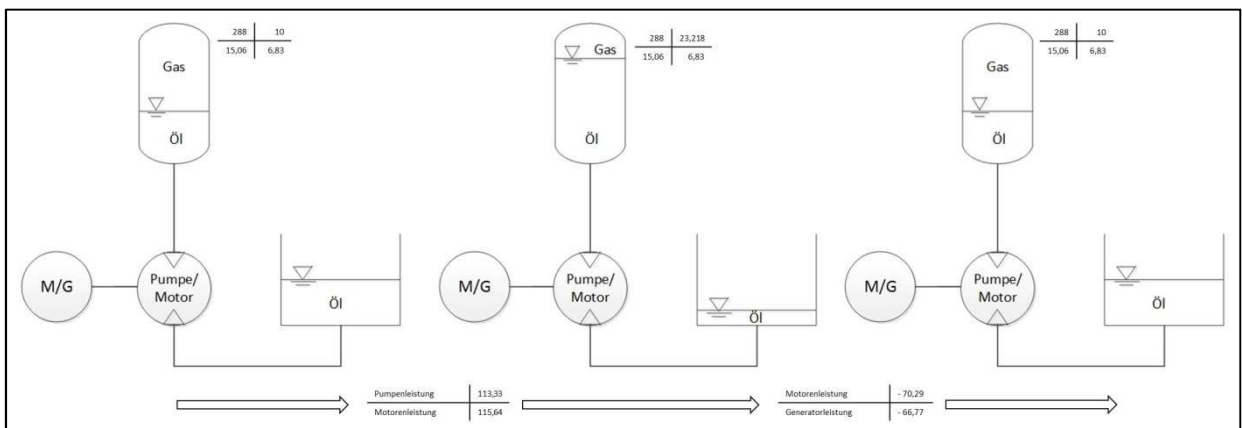 288 10
15,06 6,83
Gas
Öl
M/G
Pumpe/
Motor
Öl
288 23,218
15,06 6,83
Gas
Öl
M/G
Pumpe/
Motor
Öl
288 10
15,06 6,83
Gas
Öl
M/G
Pumpe/
Motor
Öl
Pumpenleistung 113,33
Motorenleistung 115,64
Motorenleistung - 70,29
Generatorleistung - 66,77